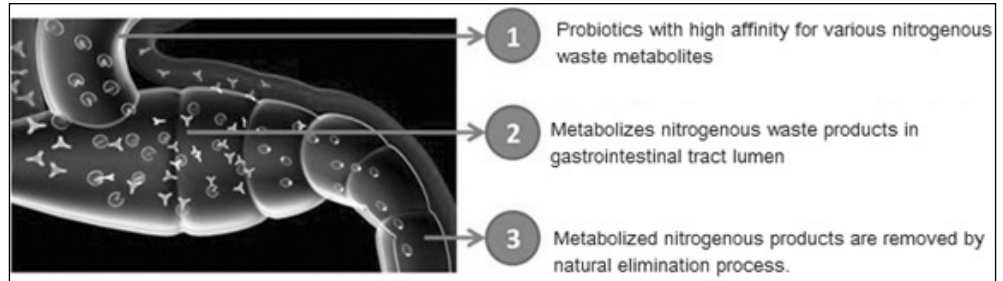 1
Probiotics with high affinity for various nitrogenous
waste metabolites
2
Metabolizes nitrogenous waste products in
gastrointestinal tract lumen
3
Metabolized nitrogenous products are removed by
natural elimination process.